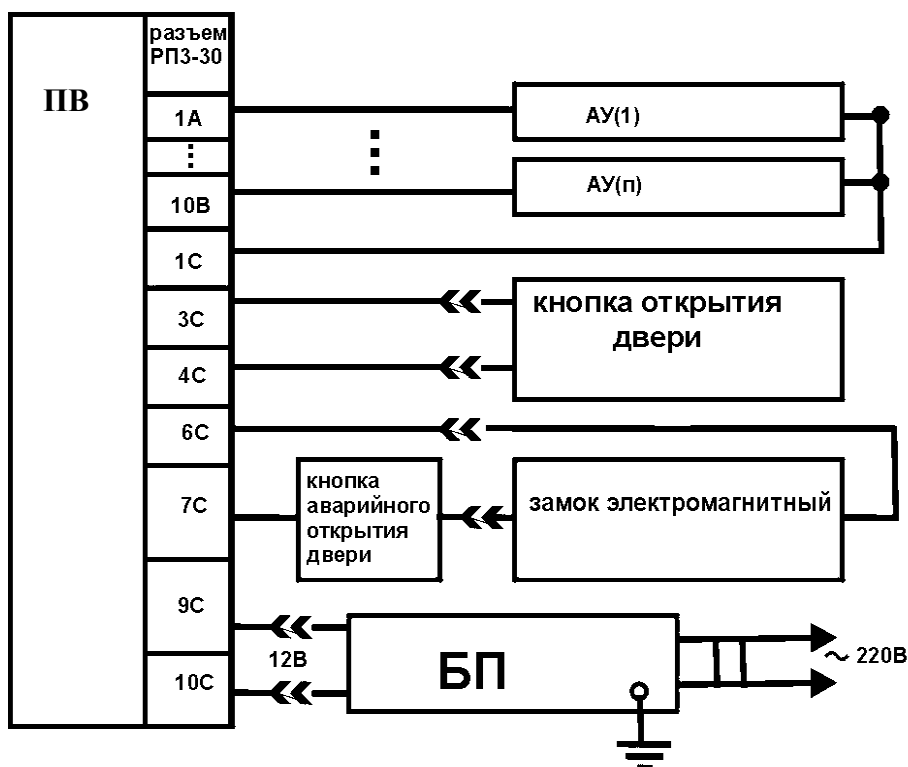 разъем
РП3-30
ПВ
1А
АУ(1)
10В
АУ(п)
1С
3С
кнопка открытия
двери
4С
6С
7С
кнопка
аварийного
открытия
двери
замок электромагнитный
9С
12В
БП
~ 220В
10С